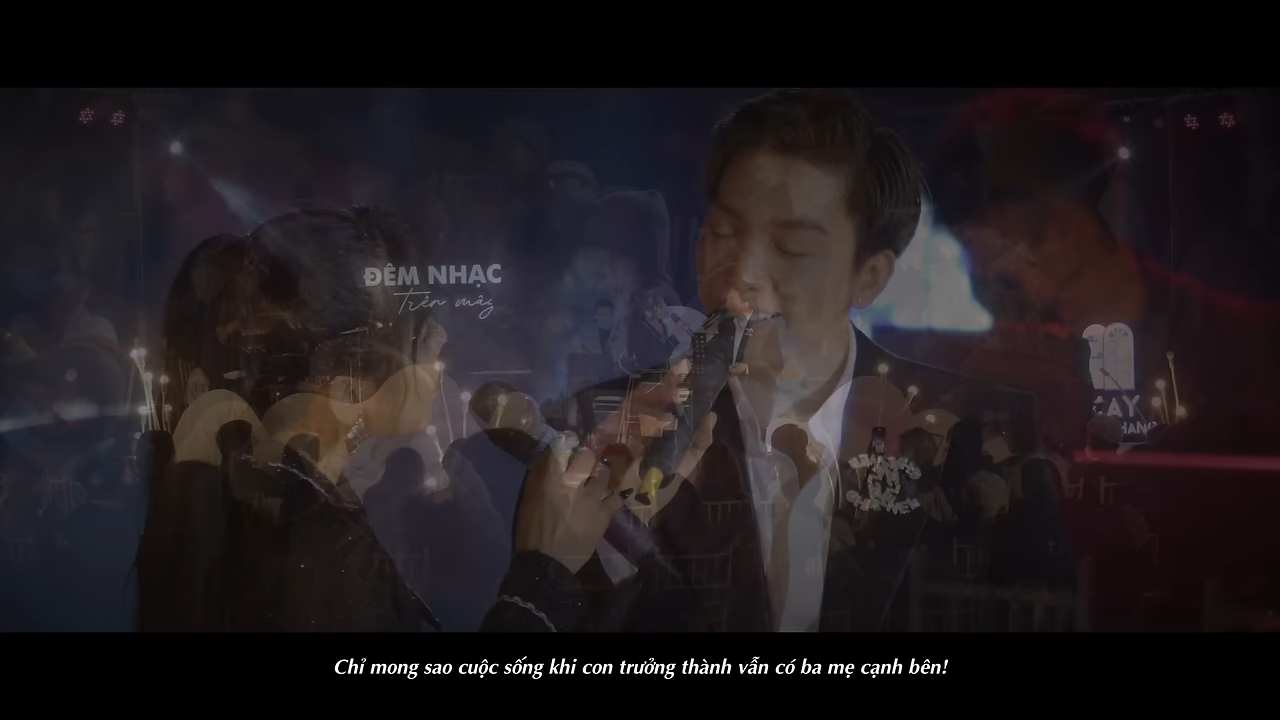 ĐÊM NHẠC
Trên mây
Chỉ mong sao cuộc sống khi con trưởng thành vẫn có ba mẹ cạnh bên!